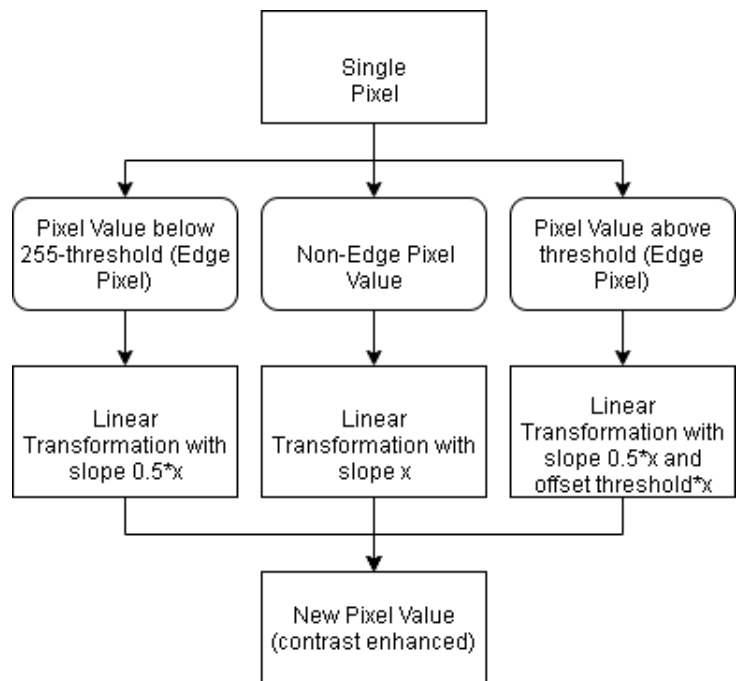 Single
Pixel
Pixel Value below
255-threshold (Edge
Pixel)
Non-Edge Pixel
Value
Pixel Value above
threshold (Edge
Pixel)
Linear
Transformation with
slope 0.5*x
Linear
Transformation with
slope x
Linear
Transformation with
slope 0.5*x and
offset threshold*x
New Pixel Value
(contrast enhanced)